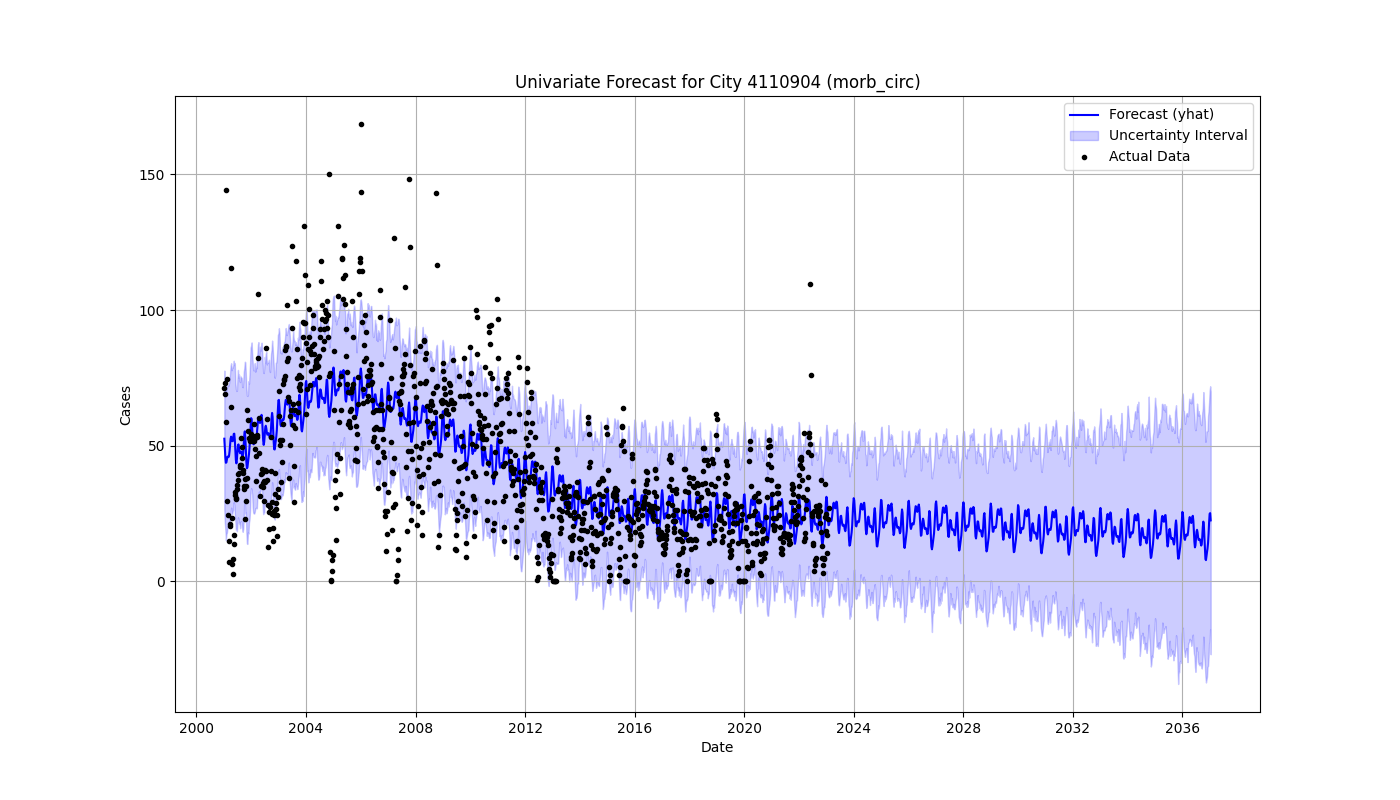 Univariate Forecast for City 4110904 (morb_circ)
Forecast (yhat)
Uncertainty Interval
Actual Data
Cases
150
100
50
0
2000 2004 2008 2012 2016 2020 2024 2028 2032 2036
Date